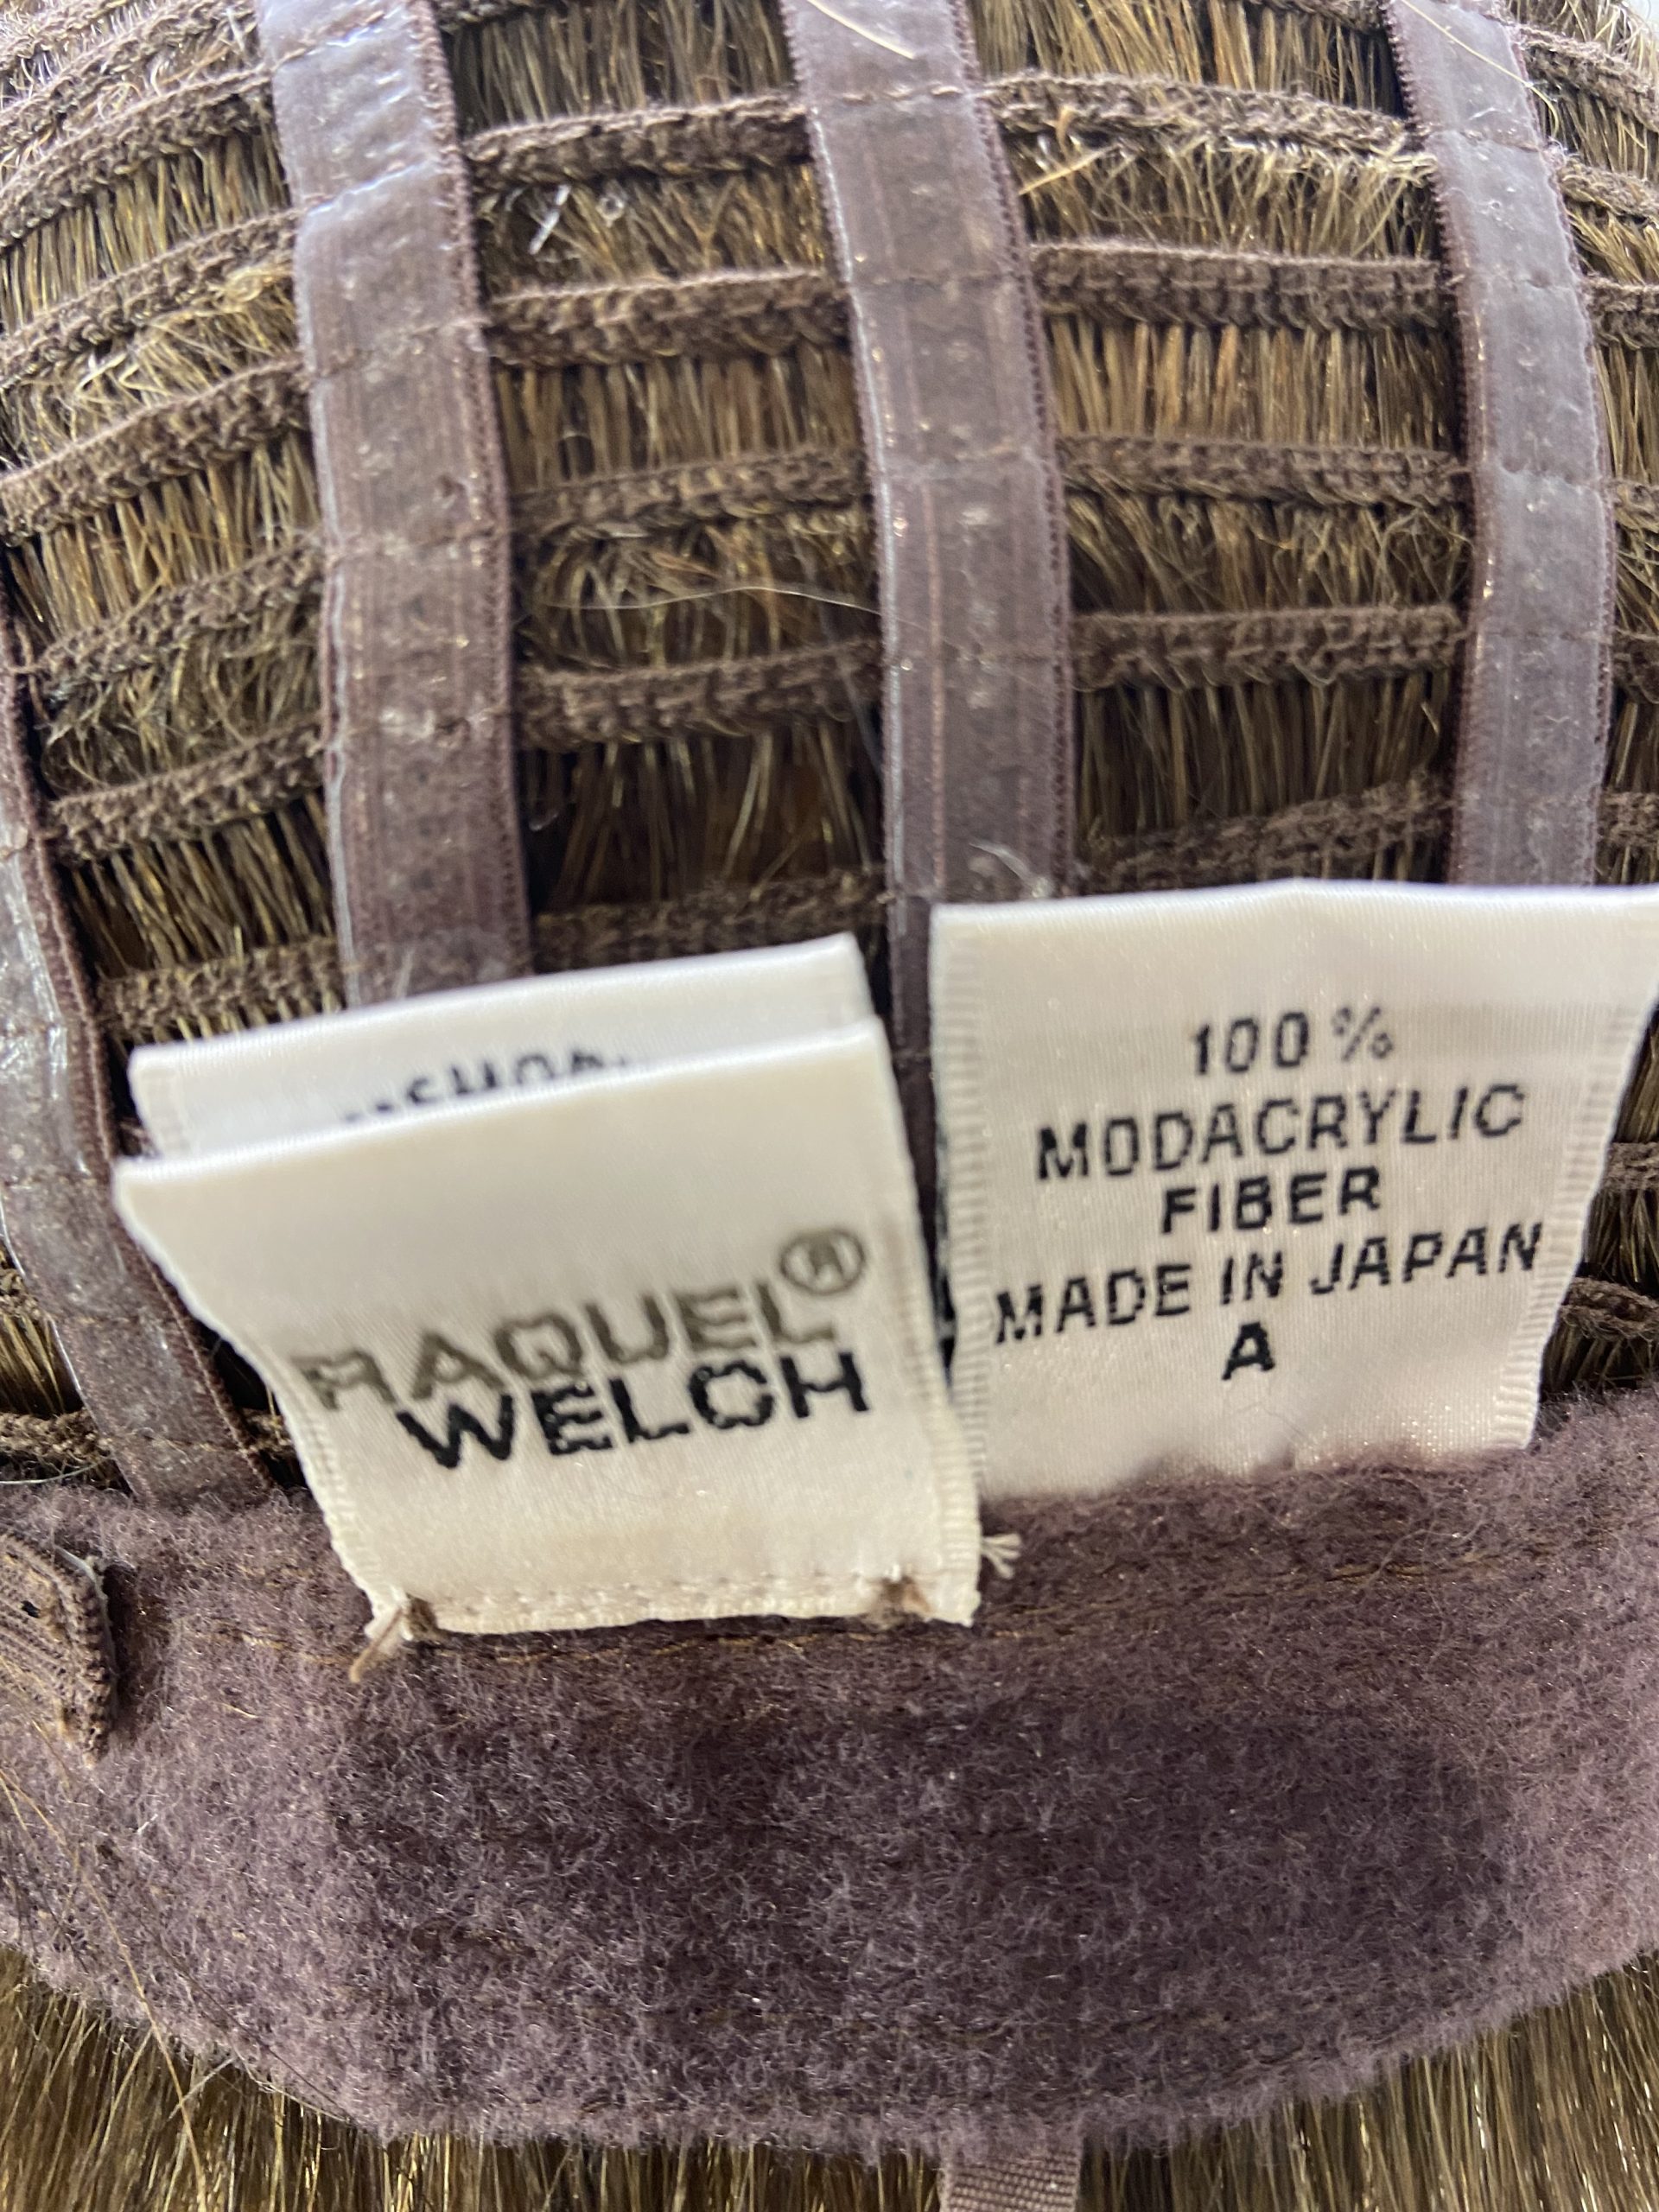 RAQUEL®
WELCH
100%
MODACRYLIC
FIBER
MADE IN JAPAN
A